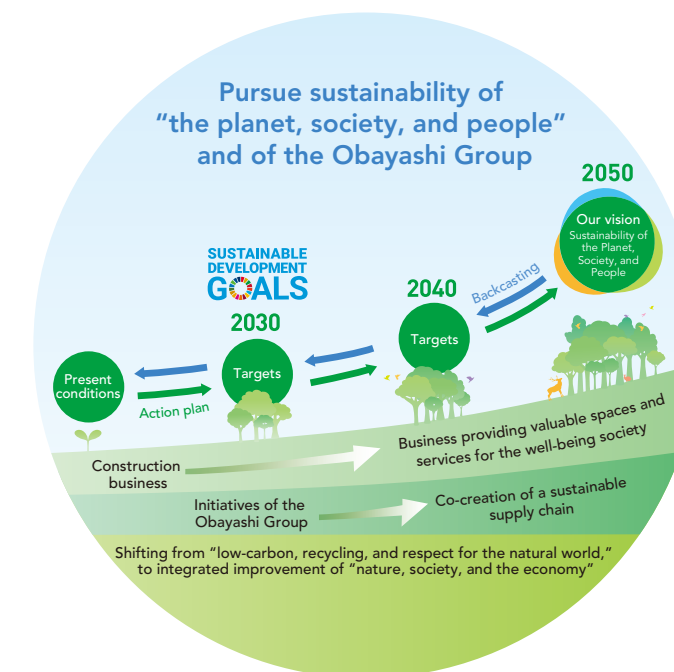 Pursue sustainability of
“the planet, society, and people”
and of the Obayashi Group
2050
Our vision
Sustainability of
the Planet,
Society, and
People
Backcasting
2040
Targets
SUSTAINABLE
DEVELOPMENT
GOALS
2030
Targets
Present
conditions
Action plan
Construction
business
Business providing valuable spaces and
services for the well-being society
Initiatives of the
Obayashi Group
Co-creation of a sustainable
supply chain
Shifting from “low-carbon, recycling, and respect for the natural world,”
to integrated improvement of “nature, society, and the economy”